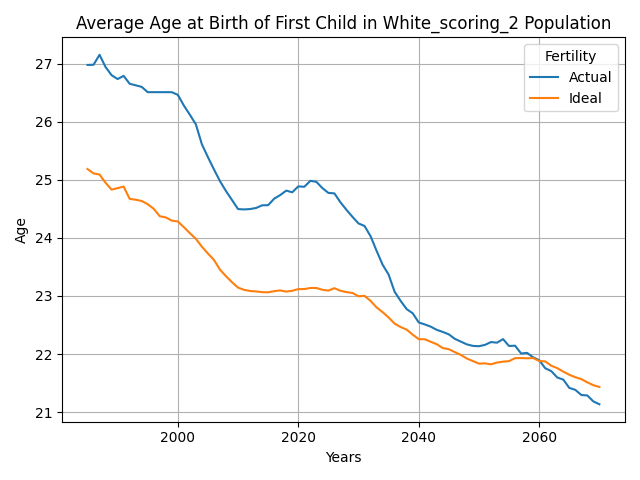 Average Age at Birth of First Child in White_scoring_2 Population
Fertility
Actual
Ideal
Age
27
26
25
24
23
22
21
2000
2020
2040
2060
Years